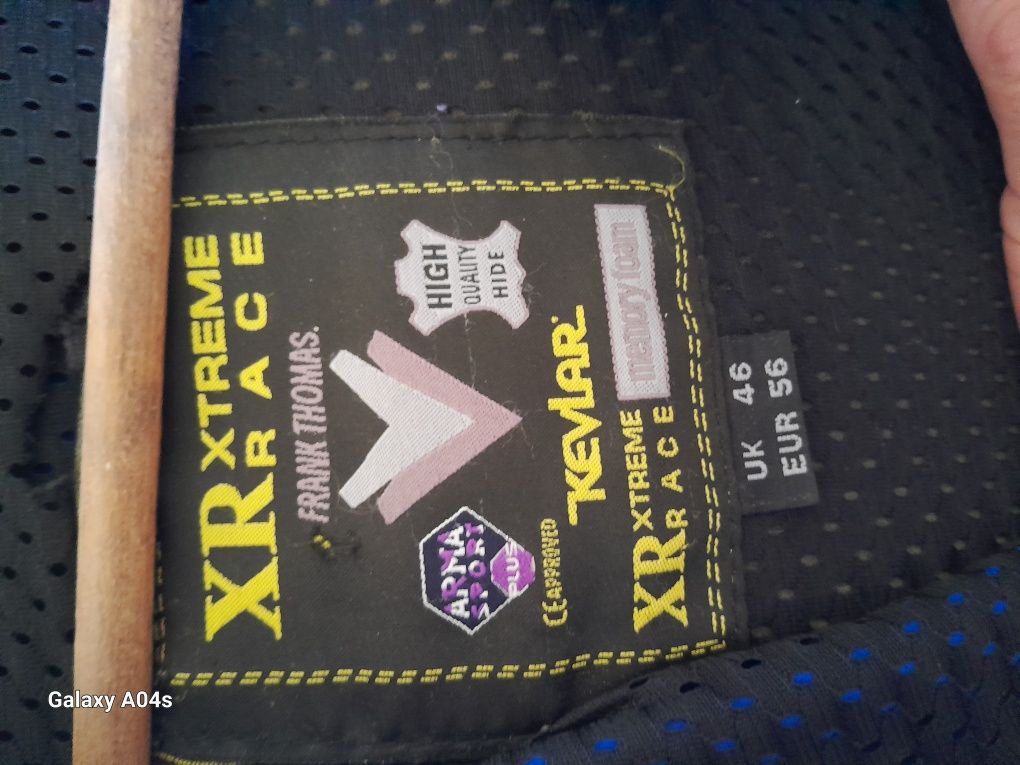 XR XTREME
RACE
FRANK THOMAS.
ARMA
SPORT
PLUS
HIGH
QUALITY
HIDE
CE APPROVED
KEVLAR
XR XTREME
RACE
memory foam
UK 46
EUR 56
Galaxy A04s